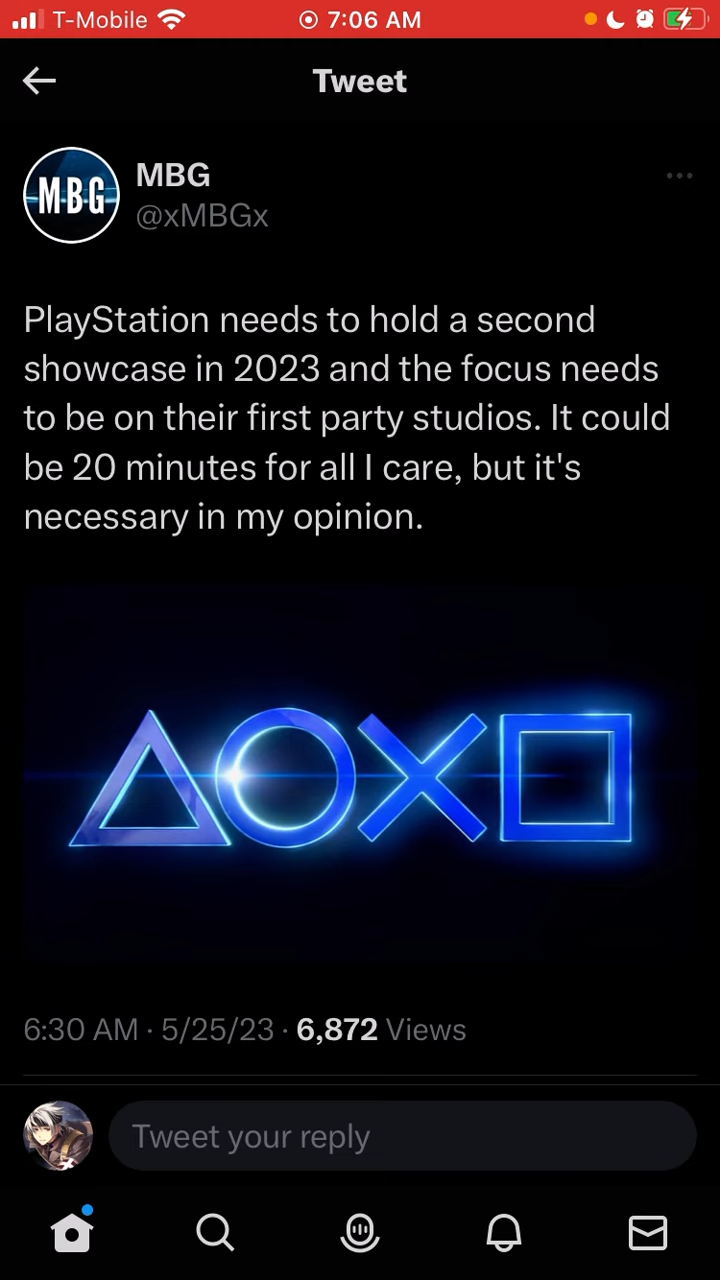 T-Mobile 7:06 AM
Tweet
MBG
MBG
@xMBGx
PlayStation needs to hold a second
showcase in 2023 and the focus needs
to be on their first party studios. It could
be 20 minutes for all I care, but it's
necessary in my opinion.
6:30 AM · 5/25/23 · 6,872 Views
Tweet your reply